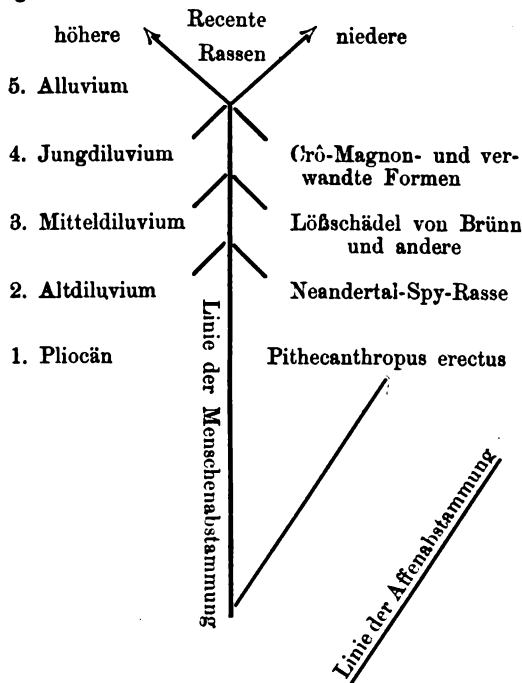 Recente
höhere
niedere
Rassen
5. Alluvium
4. Jungdiluvium
Crô-Magnon- und ver-
wandte Formen
3. Mitteldiluvium
Lößschädel von Brünn
und andere
2. Altdiluvium
Neandertal-Spy-Rasse
1. Pliocän
Pithecanthropus erectus
Linie der Menschenabstammung
Linie der Affenabstammung